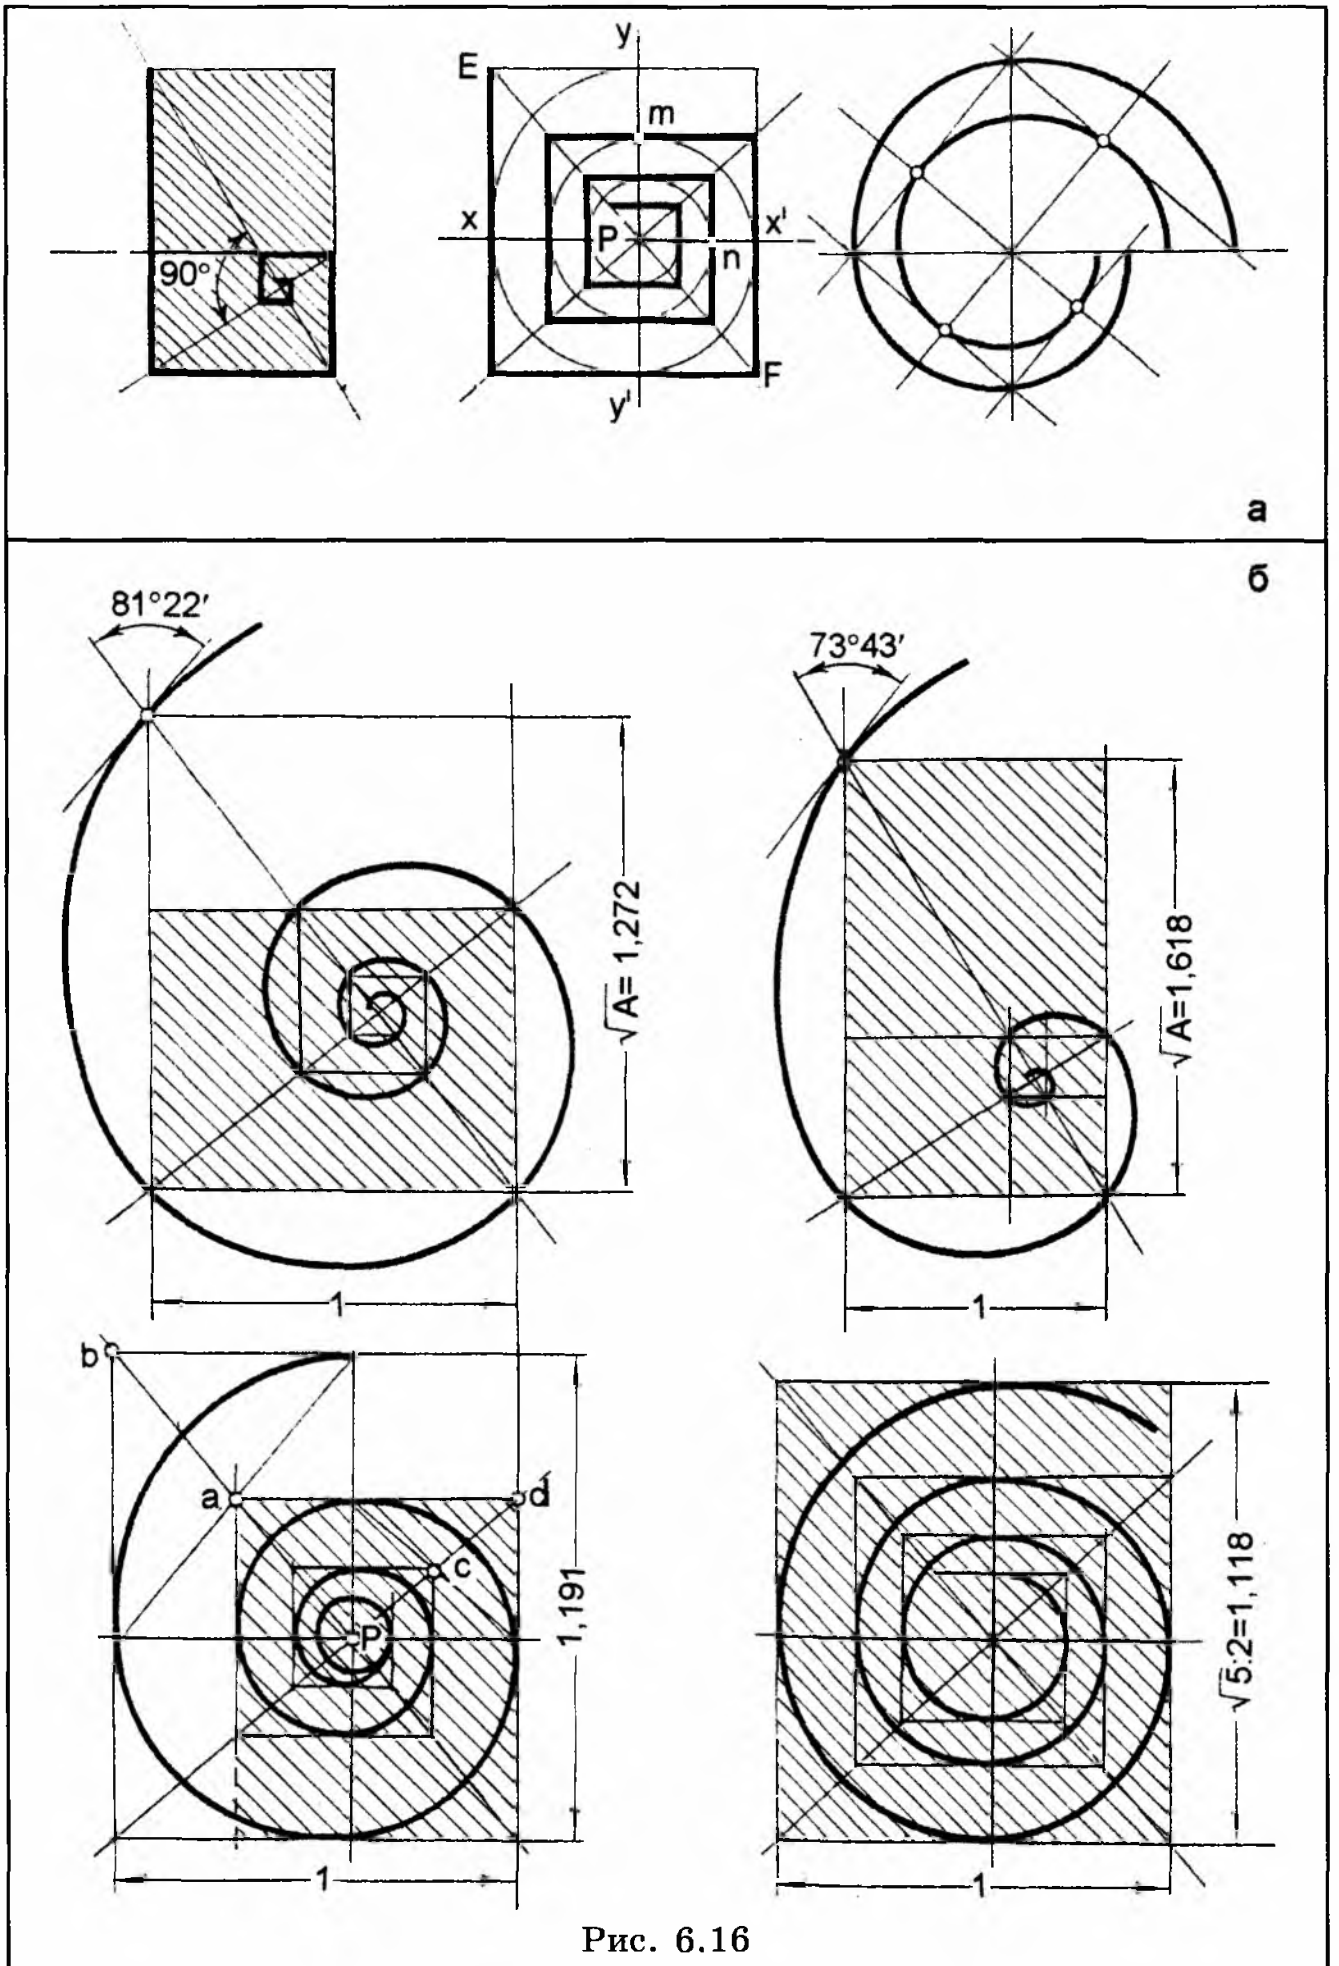 90°
E
y
m
x
P
x'
n
F
y'
а
б
81°22′
73°43′
√A= 1,272
√A=1,618
1
1
b
a
d
c
P
1,191
√5:2=1,118
1
1
Рис. 6.16